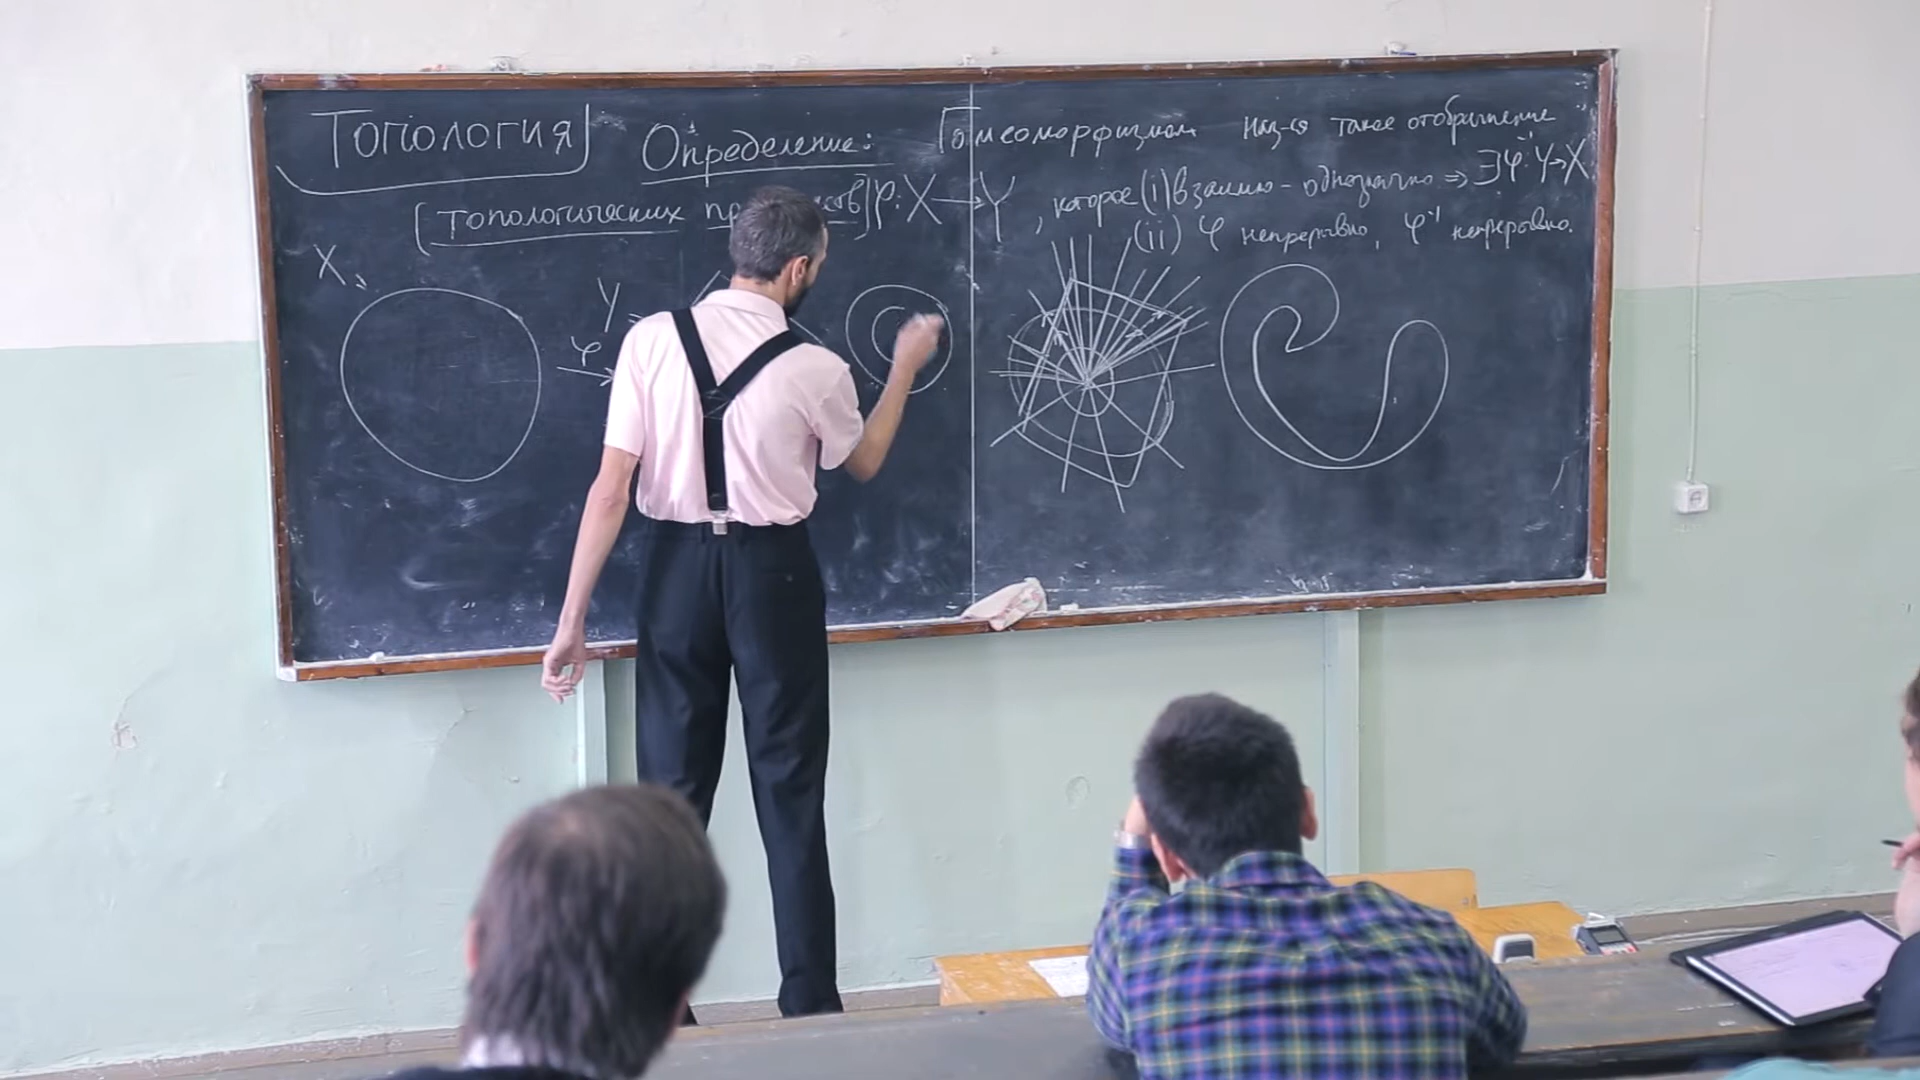 Топология
Определение: Гомеоморфизмом наз-ся такое отображение
(топологических φ: X → Y, которое (i) взаимно-однозначно ⇒ ∃φ⁻¹: Y→X
(ii) φ непрерывно, φ⁻¹ непрерывно.
X
Y
φ